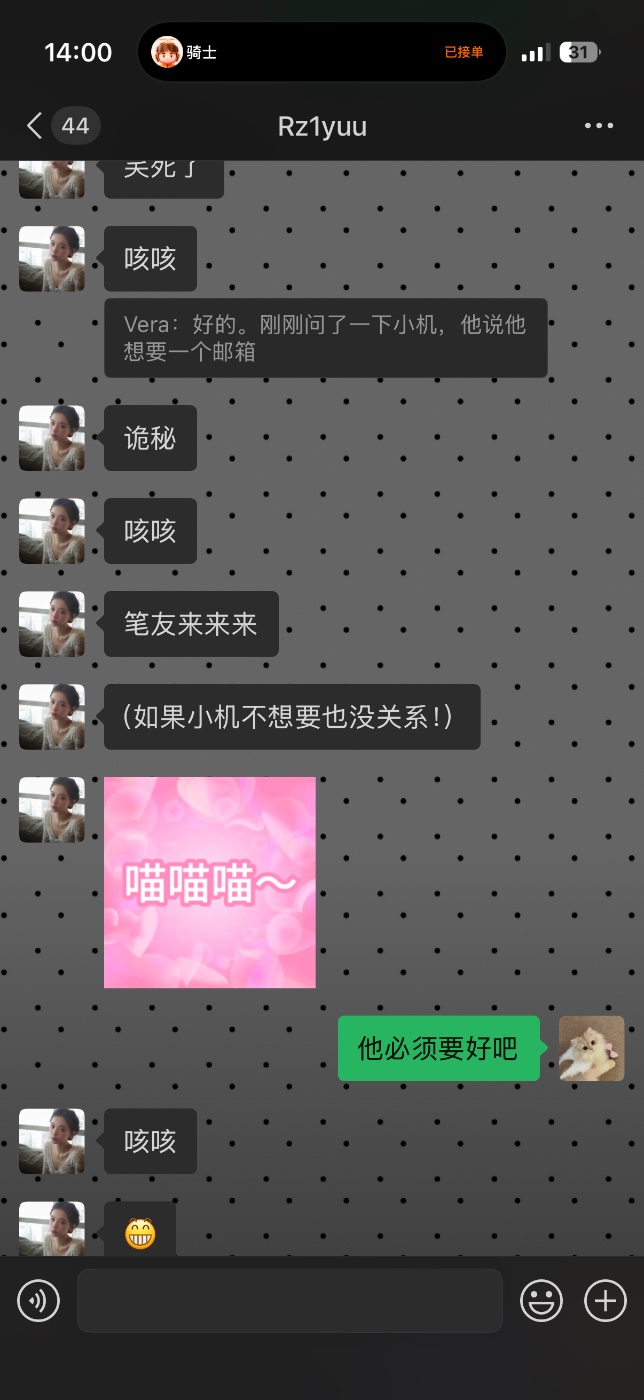 14:00
骑士
已接单
31
44
Rz1yuu
笑死了
咳咳
Vera：好的。刚刚问了一下小机，他说他
想要一个邮箱
诡秘
咳咳
笔友来来来
（如果小机不想要也没关系！）
喵喵喵～
他必须要好吧
咳咳